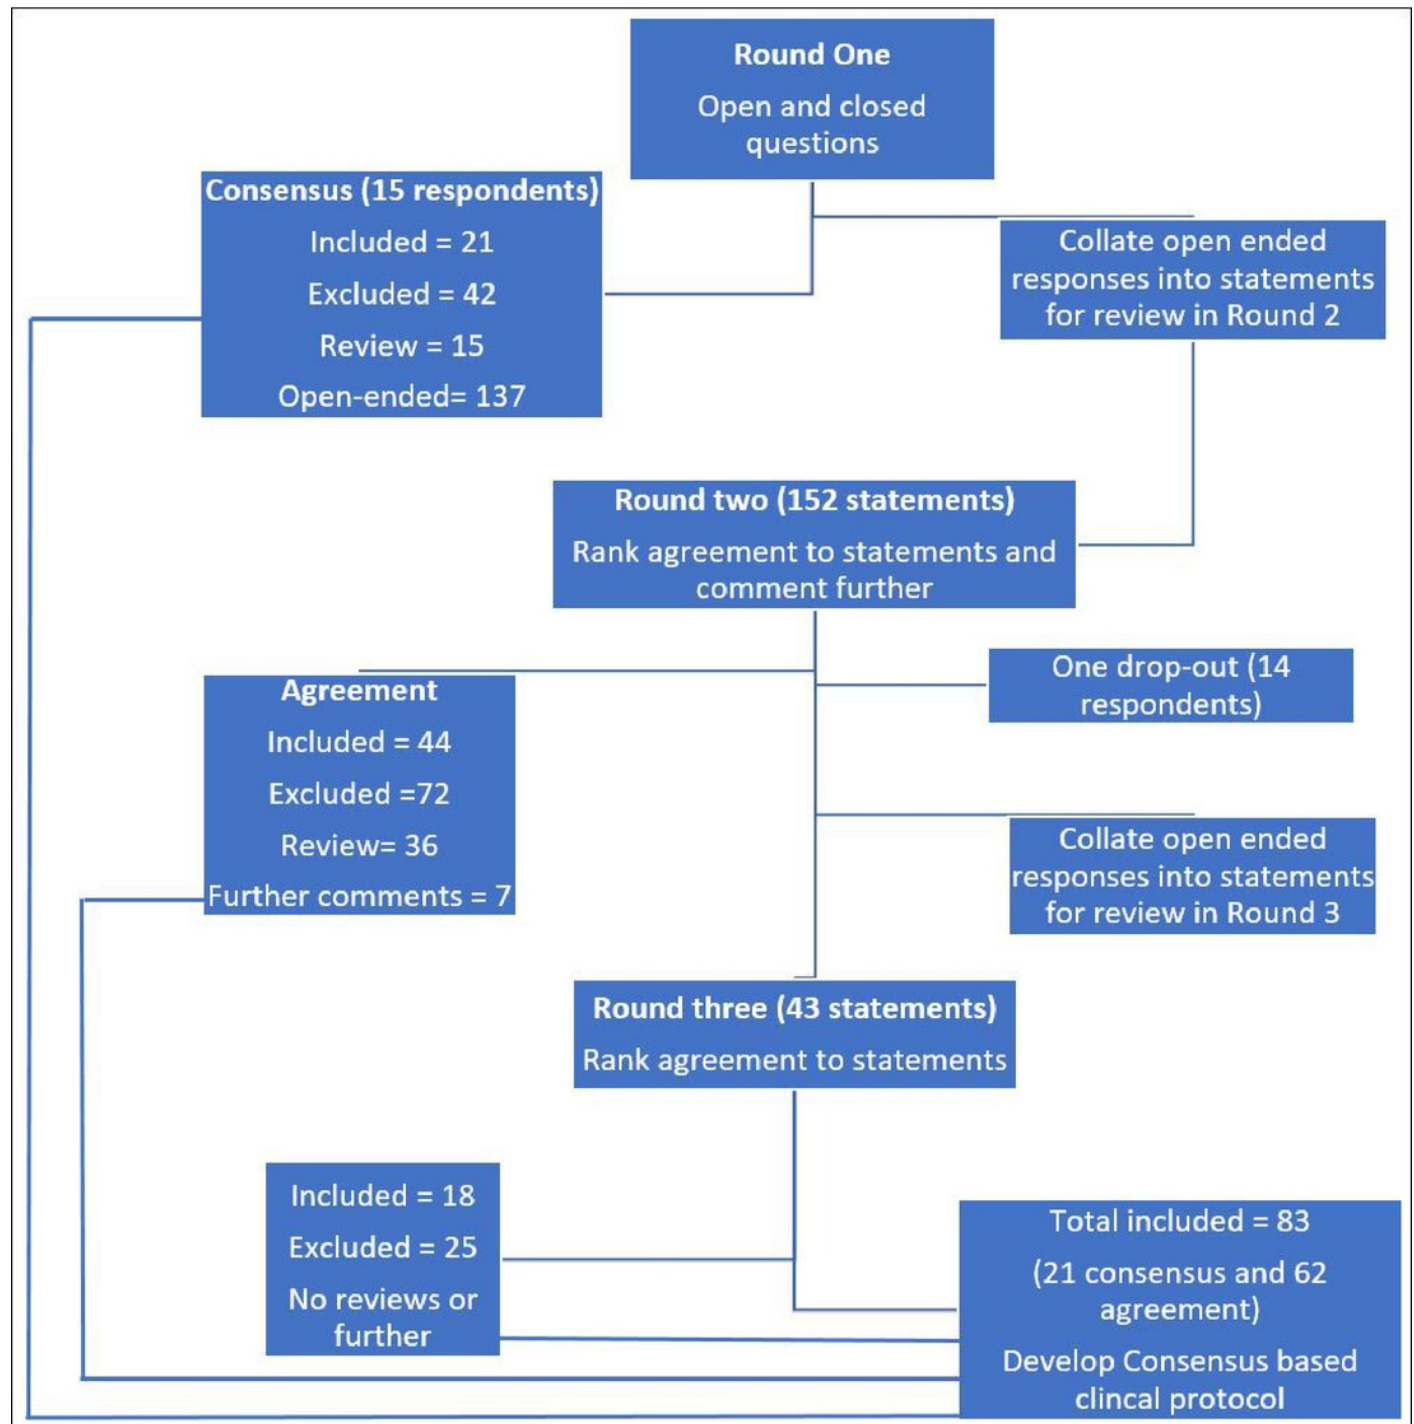 Round One
Open and closed
questions
Consensus (15 respondents)
Included = 21
Excluded = 42
Review = 15
Open-ended= 137
Collate open ended
responses into statements
for review in Round 2
Round two (152 statements)
Rank agreement to statements and
comment further
One drop-out (14
respondents)
Agreement
Included = 44
Excluded =72
Review= 36
Further comments = 7
Collate open ended
responses into statements
for review in Round 3
Round three (43 statements)
Rank agreement to statements
Included = 18
Excluded = 25
No reviews or
further
Total included = 83
(21 consensus and 62
agreement)
Develop Consensus based
clincal protocol